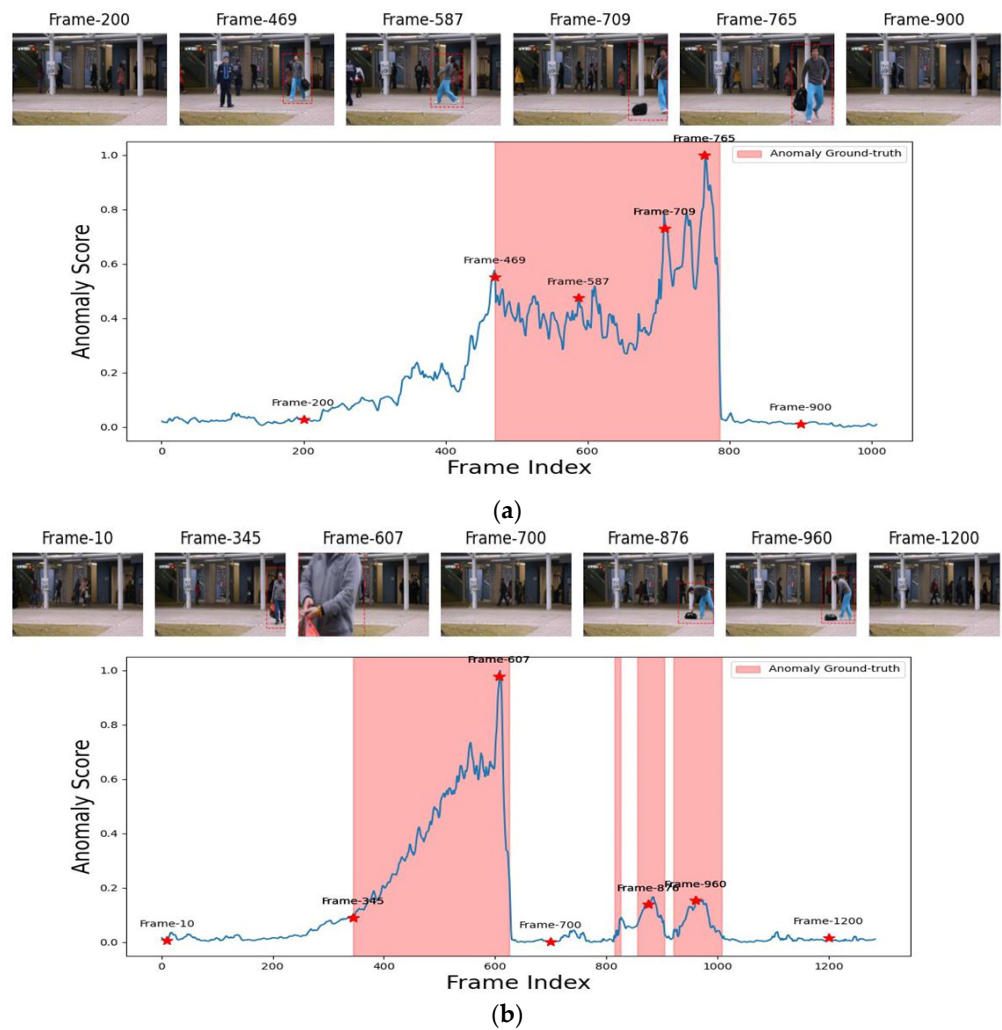 Frame-200 Frame-469 Frame-587 Frame-709 Frame-765 Frame-900
Frame-765
1.0
Anomaly Ground-truth
0.8
Frame-709
Frame-469
0.6
Frame-587
Anomaly Score
0.4
0.2
Frame-200
Frame-900
0.0
0 200 400 600 800 1000
Frame Index
(a)
Frame-10 Frame-345 Frame-607 Frame-700 Frame-876 Frame-960 Frame-1200
Frame-607
1.0
Anomaly Ground-truth
0.8
0.6
Anomaly Score
0.4
0.2
Frame-876 Frame-960
Frame-345
Frame-10
Frame-700
Frame-1200
0.0
0 200 400 600 800 1000 1200
Frame Index
(b)